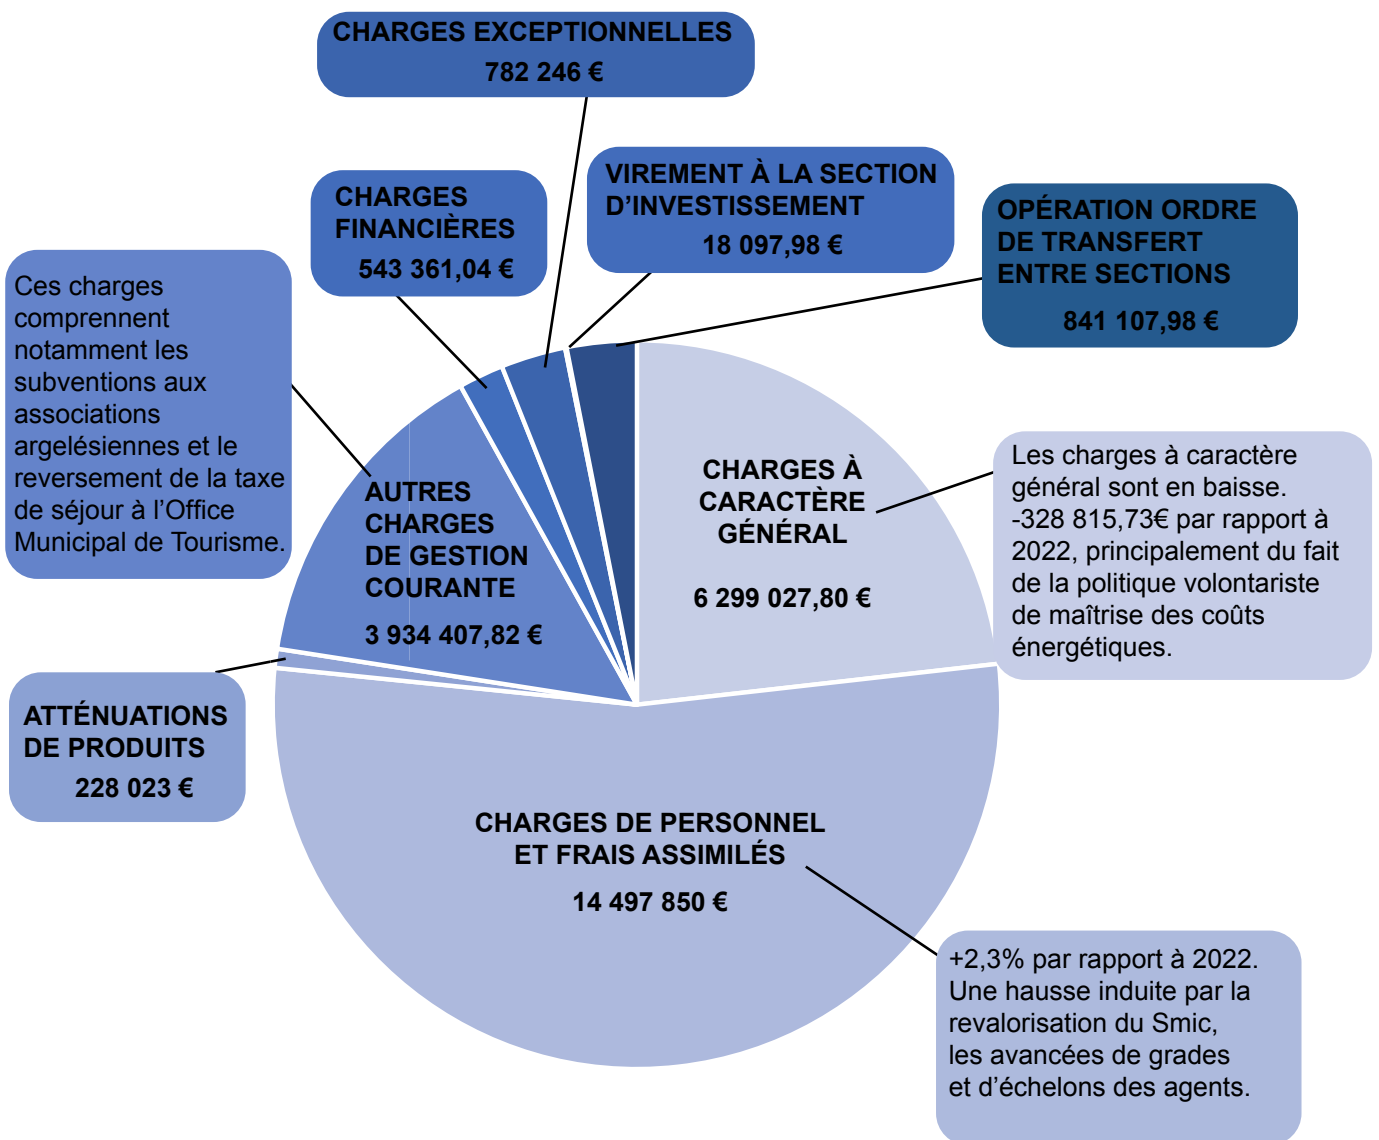 CHARGES EXCEPTIONNELLES
782 246 €
CHARGES
FINANCIÈRES
543 361,04 €
VIREMENT À LA SECTION
D’INVESTISSEMENT
18 097,98 €
OPÉRATION ORDRE
DE TRANSFERT
ENTRE SECTIONS
841 107,98 €
Ces charges
comprennent
notamment les
subventions aux
associations
argelésiennes et le
reversement de la taxe
de séjour à l’Office
Municipal de Tourisme.
AUTRES
CHARGES
DE GESTION
COURANTE
3 934 407,82 €
CHARGES À
CARACTÈRE
GÉNÉRAL
6 299 027,80 €
Les charges à caractère
général sont en baisse.
-328 815,73€ par rapport à
2022, principalement du fait
de la politique volontariste
de maîtrise des coûts
énergétiques.
ATTÉNUATIONS
DE PRODUITS
228 023 €
CHARGES DE PERSONNEL
ET FRAIS ASSIMILÉS
14 497 850 €
+2,3% par rapport à 2022.
Une hausse induite par la
revalorisation du Smic,
les avancées de grades
et d’échelons des agents.